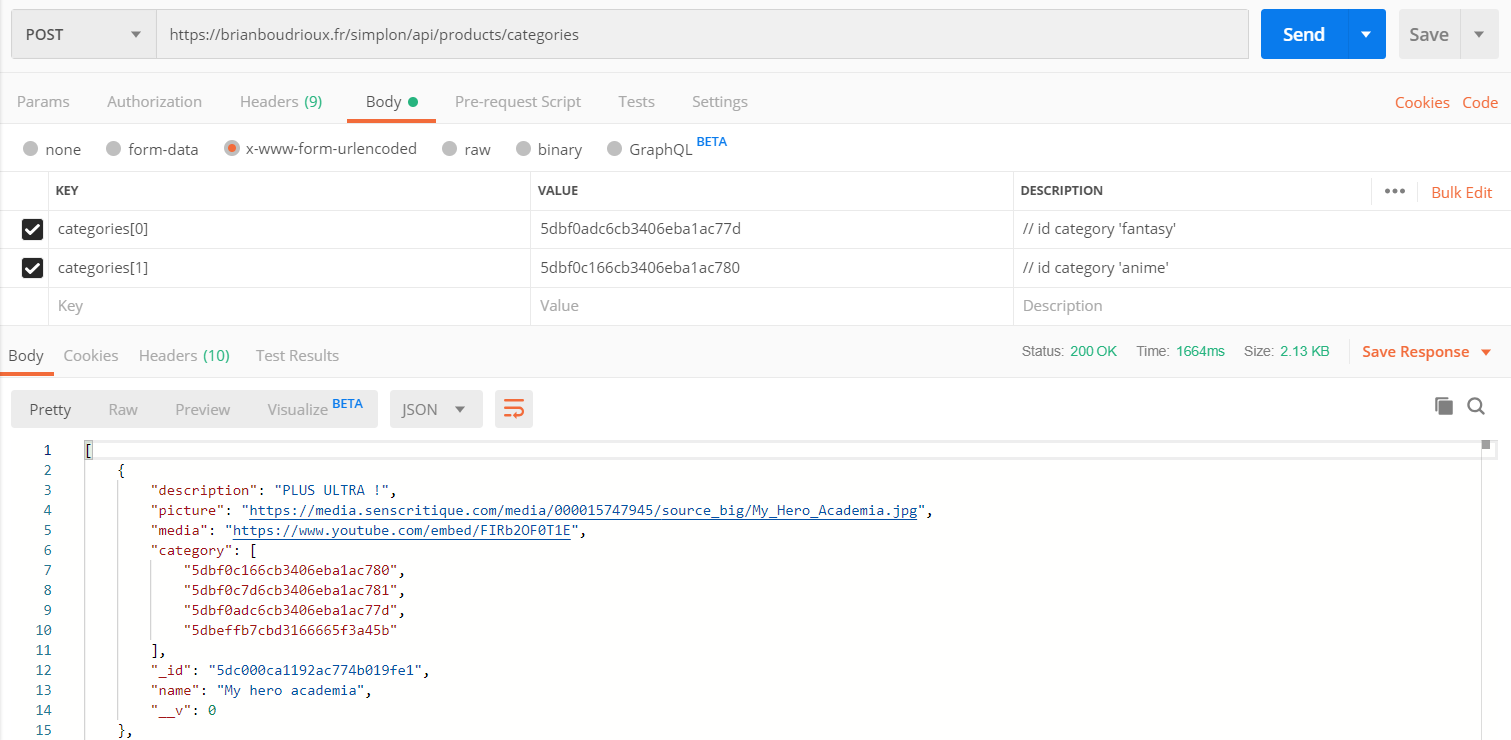 POST https://brianboudrioux.fr/simplon/api/products/categories Send Save
Params Authorization Headers (9) Body Pre-request Script Tests Settings Cookies Code
none form-data x-www-form-urlencoded raw binary GraphQL BETA
KEY VALUE DESCRIPTION ••• Bulk Edit
categories[0] 5dbf0adc6cb3406eba1ac77d // id category 'fantasy'
categories[1] 5dbf0c166cb3406eba1ac780 // id category 'anime'
Key Value Description
Body Cookies Headers (10) Test Results Status: 200 OK Time: 1664ms Size: 2.13 KB Save Response
Pretty Raw Preview Visualize BETA JSON
1 [
2 {
3 "description": "PLUS ULTRA !",
4 "picture": "https://media.senscritique.com/media/000015747945/source_big/My_Hero_Academia.jpg",
5 "media": "https://www.youtube.com/embed/FIRb2OF0T1E",
6 "category": [
7 "5dbf0c166cb3406eba1ac780",
8 "5dbf0c7d6cb3406eba1ac781",
9 "5dbf0adc6cb3406eba1ac77d",
10 "5dbeffb7cbd3166665f3a45b"
11 ],
12 "_id": "5dc000ca1192ac774b019fe1",
13 "name": "My hero academia",
14 "__v": 0
15 },